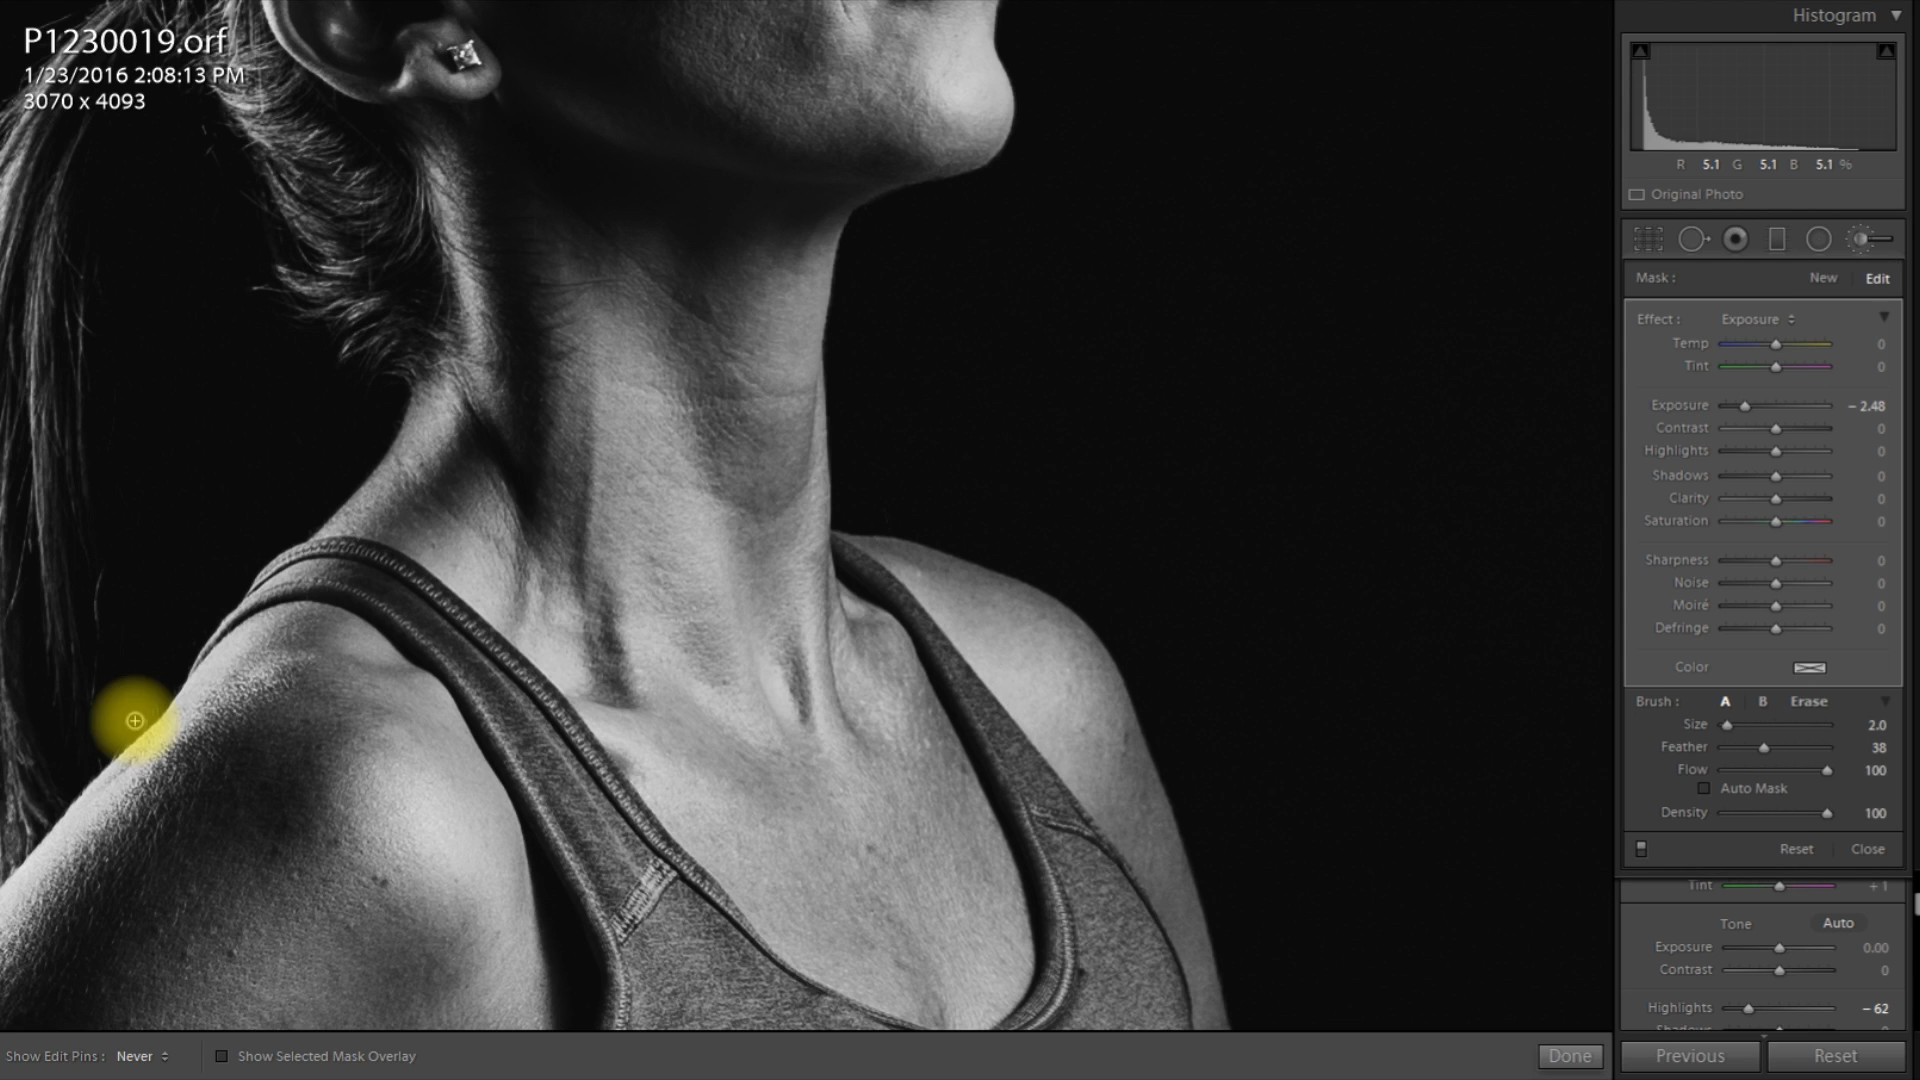 P1230019.orf
1/23/2016 2:08:13 PM
3070 x 4093
Histogram
R 5.1 G 5.1 B 5.1 %
Original Photo
Mask : New Edit
Effect : Exposure
Temp 0
Tint 0
Exposure – 2.48
Contrast 0
Highlights 0
Shadows 0
Clarity 0
Saturation 0
Sharpness 0
Noise 0
Moiré 0
Defringe 0
Color
Brush : A B Erase
Size 2.0
Feather 38
Flow 100
Auto Mask
Density 100
Reset Close
Tint + 1
Tone Auto
Exposure 0.00
Contrast 0
Highlights – 62
Shadows
Show Edit Pins : Never Show Selected Mask Overlay Done Previous Reset